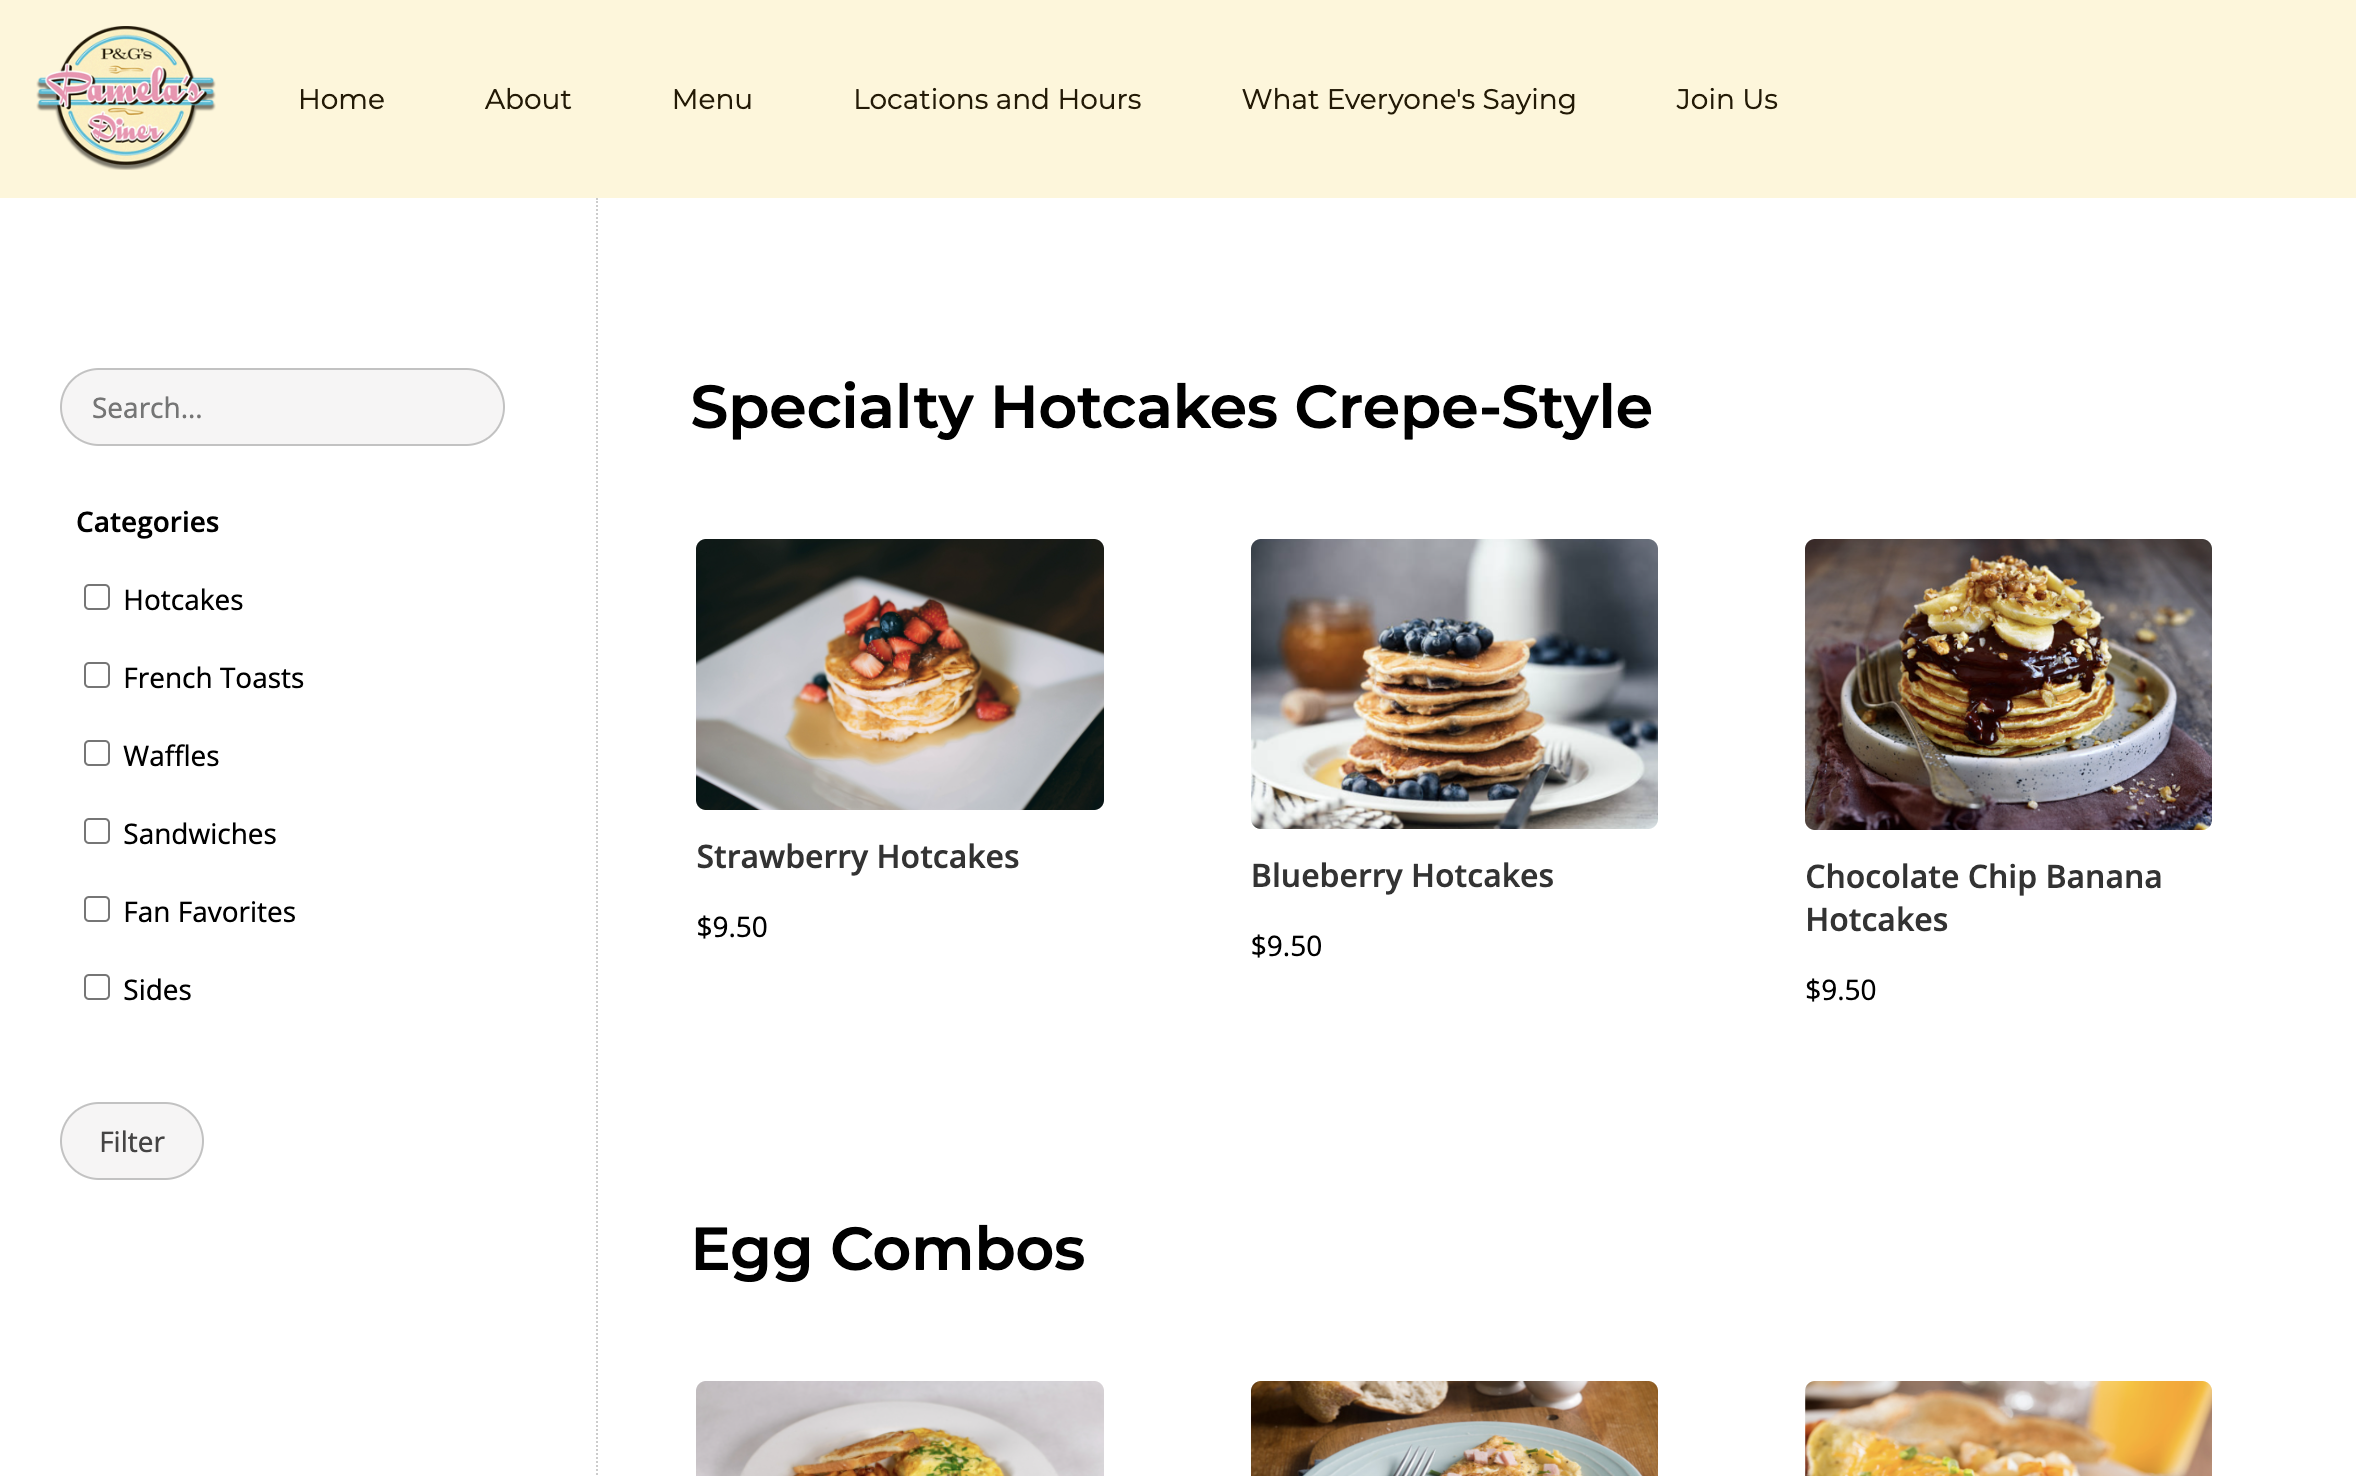 P&G's
Pamela's
Diner
Home
About
Menu
Locations and Hours
What Everyone's Saying
Join Us
Search...
Categories
Hotcakes
French Toasts
Waffles
Sandwiches
Fan Favorites
Sides
Filter
Specialty Hotcakes Crepe-Style
Strawberry Hotcakes
$9.50
Blueberry Hotcakes
$9.50
Chocolate Chip Banana
Hotcakes
$9.50
Egg Combos